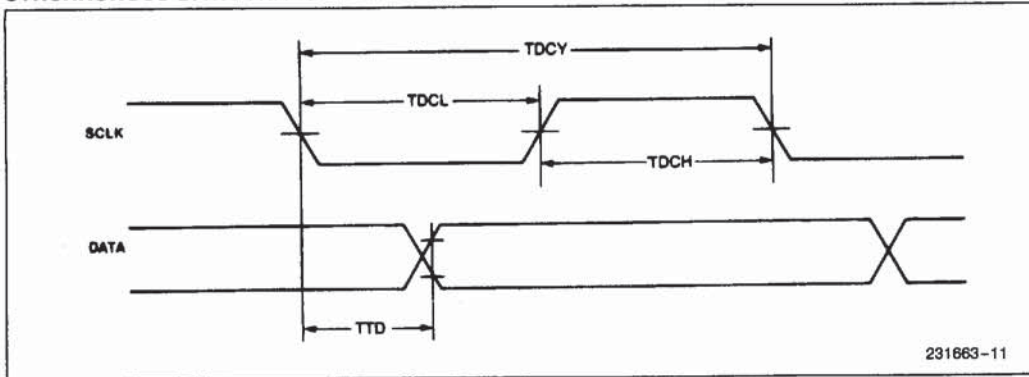 TDCY
TDCL
SCLK
TDCH
DATA
TTD
231663-11